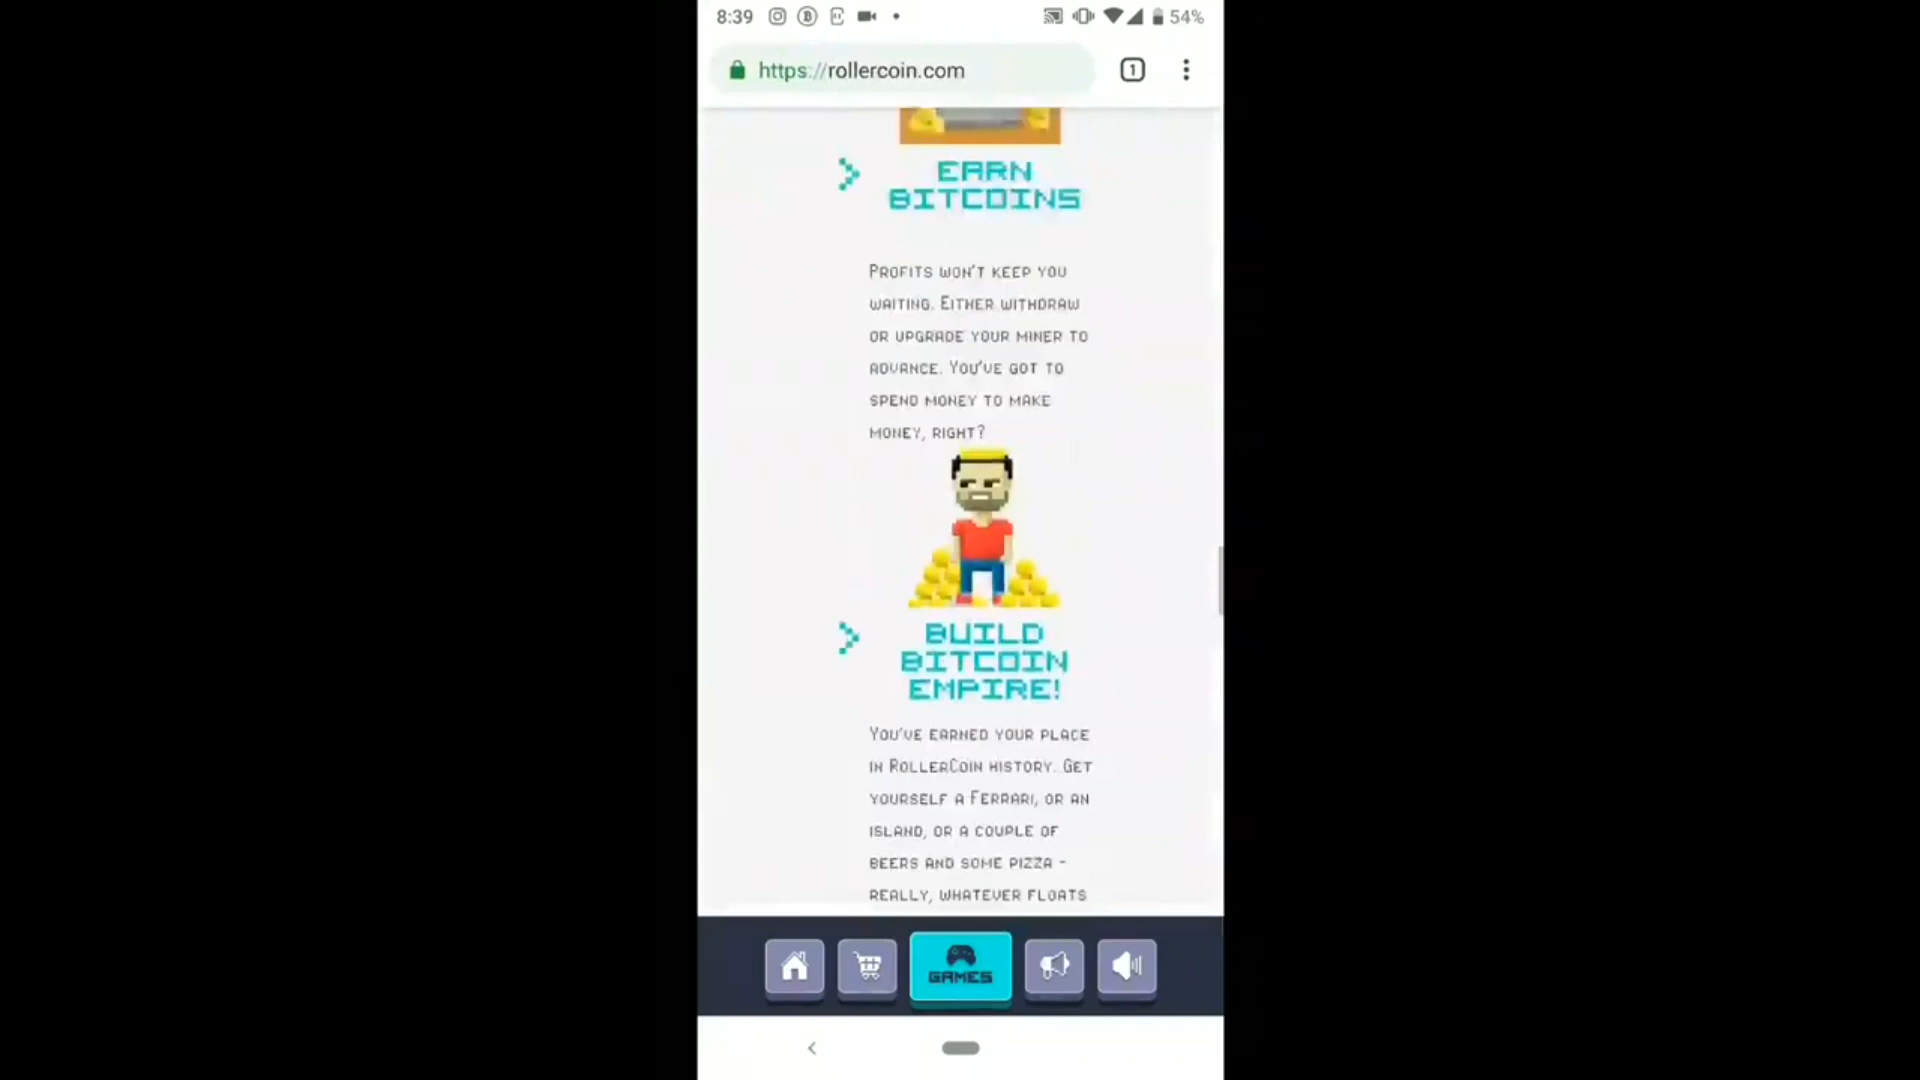 8:39
54%
https://rollercoin.com
1
EARN
BITCOINS
PROFITS WON'T KEEP YOU
WAITING. EITHER WITHDRAW
OR UPGRADE YOUR MINER TO
ADVANCE. YOU'VE GOT TO
SPEND MONEY TO MAKE
MONEY, RIGHT?
BUILD
BITCOIN
EMPIRE!
YOU'VE EARNED YOUR PLACE
IN ROLLERCOIN HISTORY. GET
YOURSELF A FERRARI, OR AN
ISLAND, OR A COUPLE OF
BEERS AND SOME PIZZA -
REALLY, WHATEVER FLOATS
GAMES